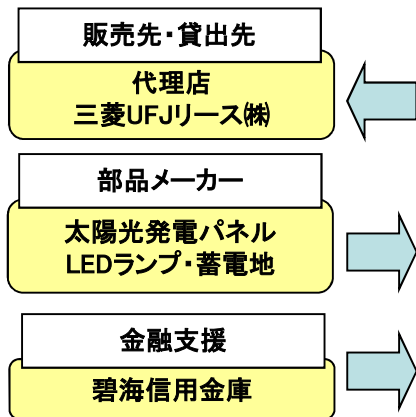 販売先・貸出先
代理店
三菱UFJリース㈱
部品メーカー
太陽光発電パネル
LEDランプ・蓄電地
金融支援
碧海信用金庫